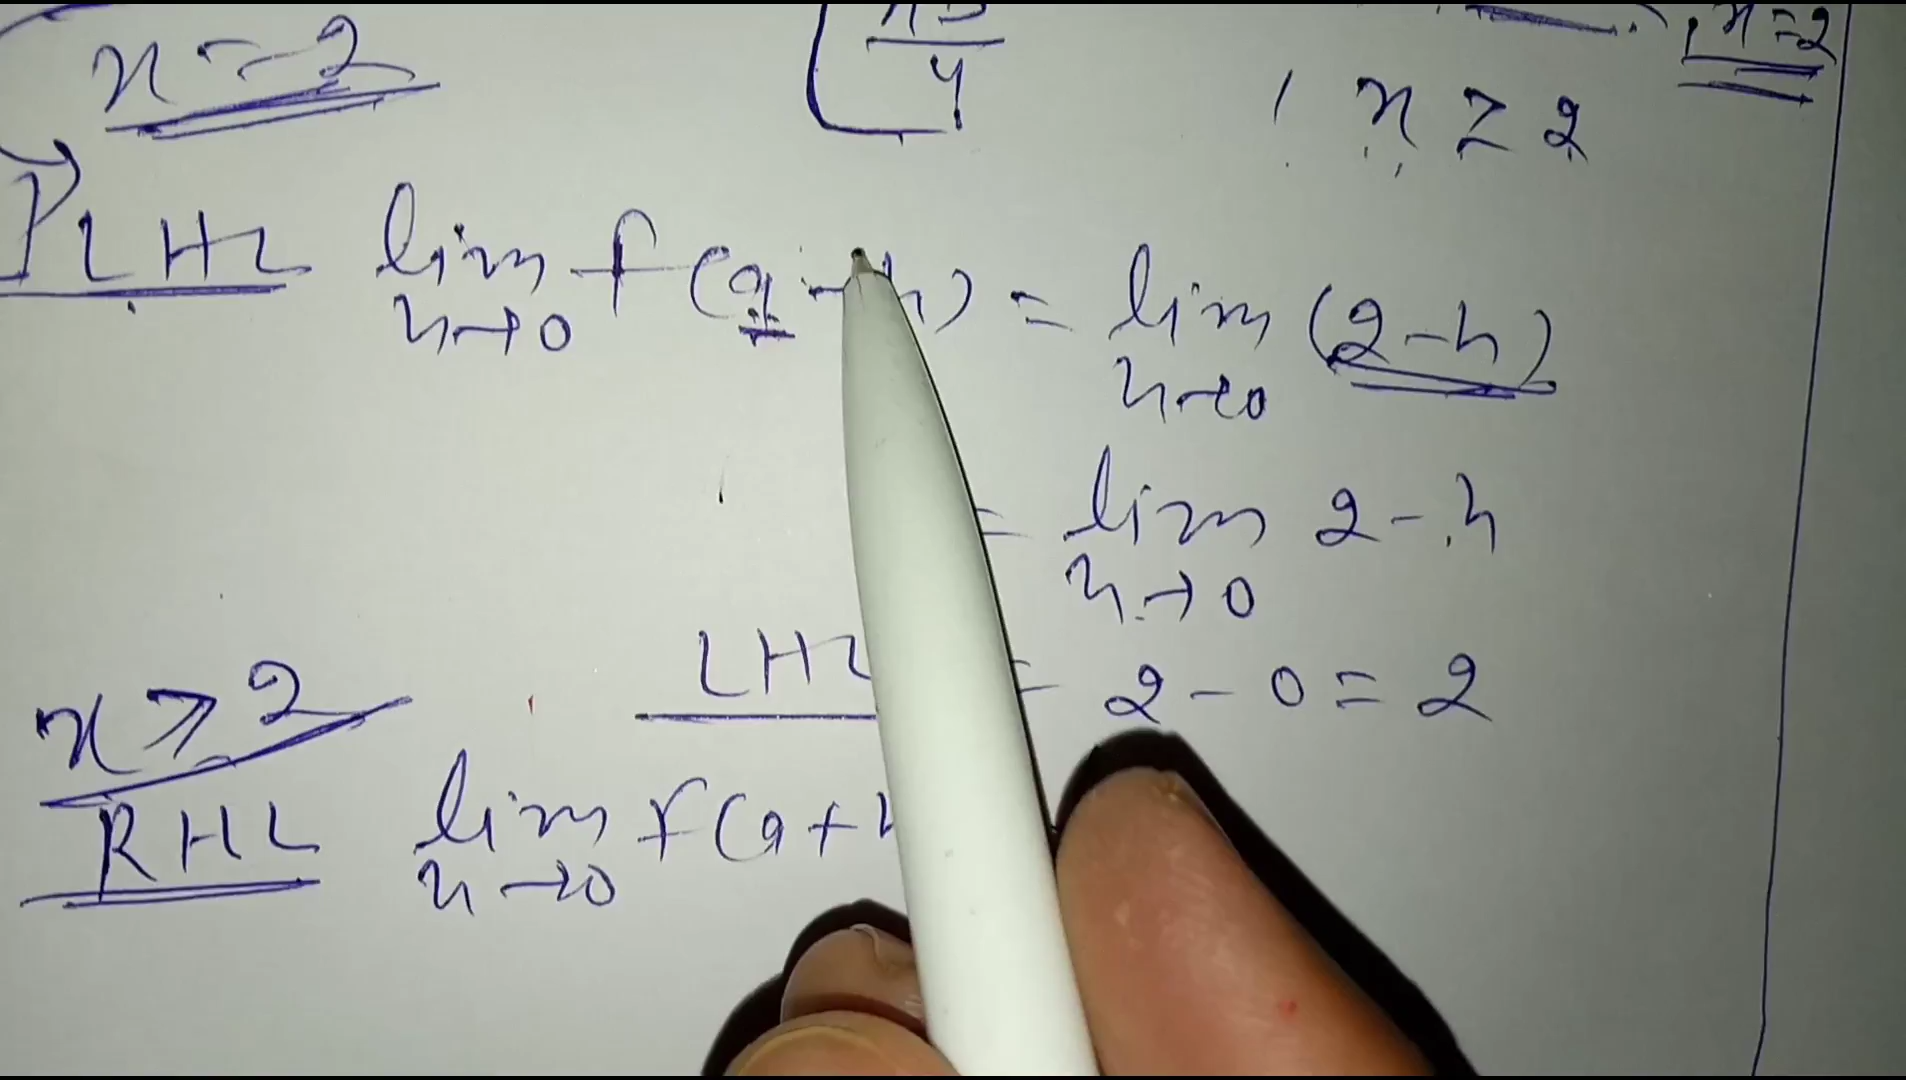 x = 2
x = -2
4
x ≥ 2
LHL lim f(a-h) = lim (2-h)
h→0 h→0
= lim 2-h
h→0
LHL = 2-0 = 2
x > 2
RHL lim f(a+h
h→0